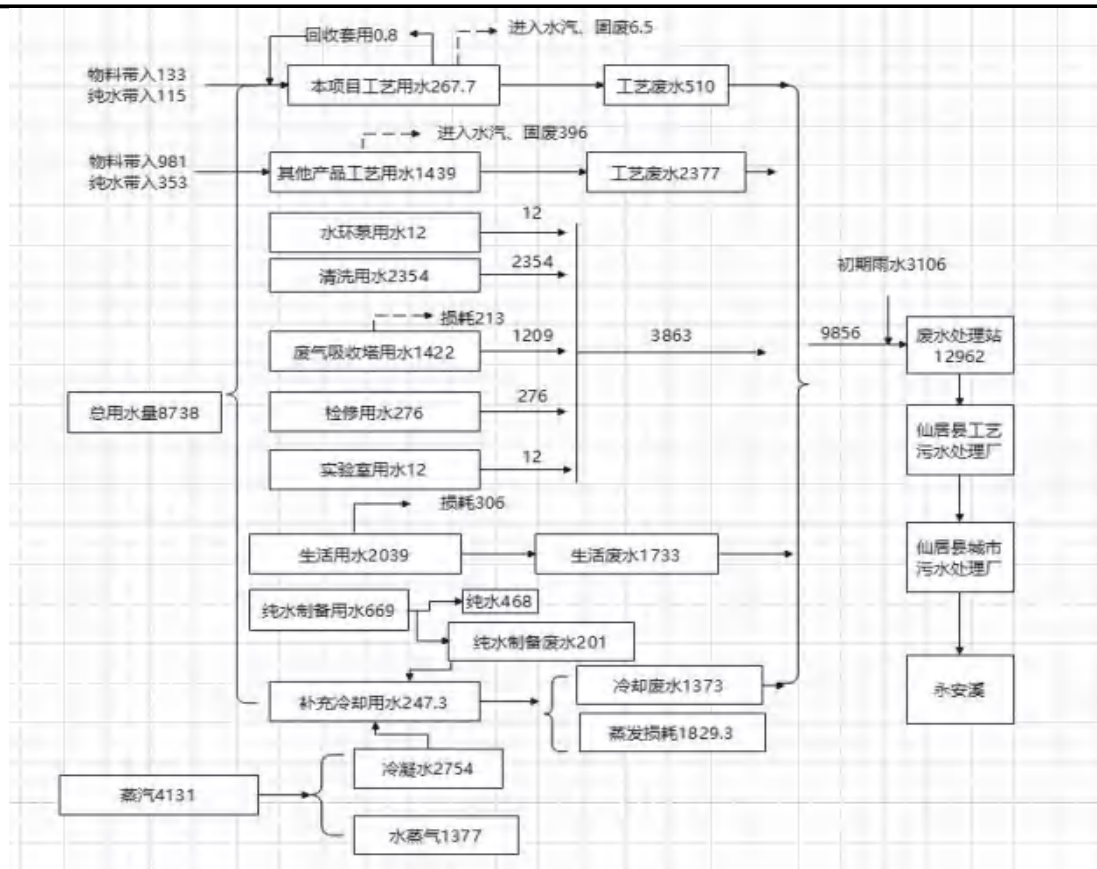 回收套用0.8
进入水汽、固废6.5
物料带入133
纯水带入115
本项目工艺用水267.7
工艺废水510
进入水汽、固废396
物料带入981
纯水带入353
其他产品工艺用水1439
工艺废水2377
水环泵用水12
12
清洗用水2354
2354
初期雨水3106
损耗213
废气吸收塔用水1422
1209
3863
9856
废水处理站
12962
总用水量8738
检修用水276
276
仙居县工艺
污水处理厂
实验室用水12
12
损耗306
生活用水2039
生活废水1733
仙居县城市
污水处理厂
纯水制备用水669
纯水468
纯水制备废水201
补充冷却用水247.3
冷却废水1373
永安溪
蒸发损耗1829.3
蒸汽4131
冷凝水2754
水蒸气1377